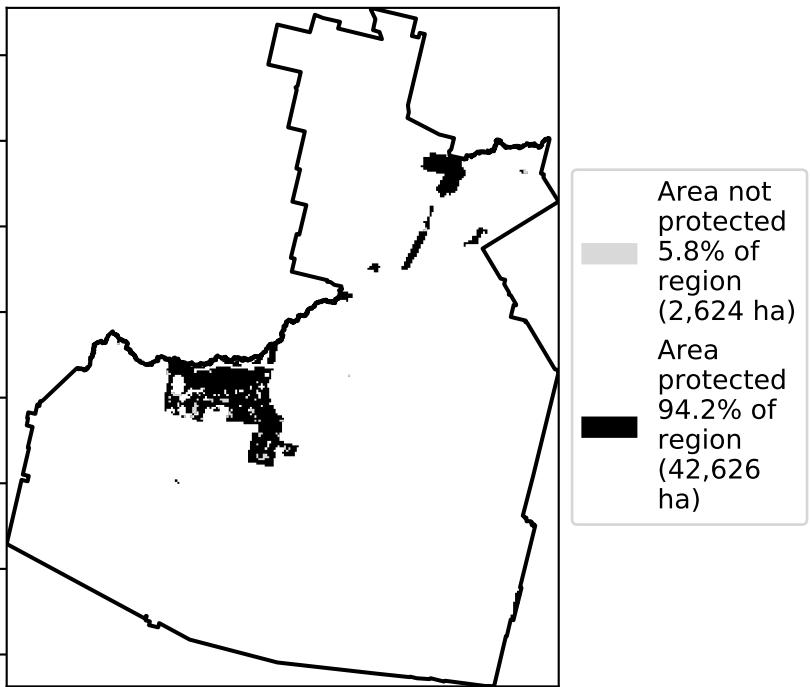 Area not
protected
5.8% of
region
(2,624 ha)
Area
protected
94.2% of
region
(42,626
ha)